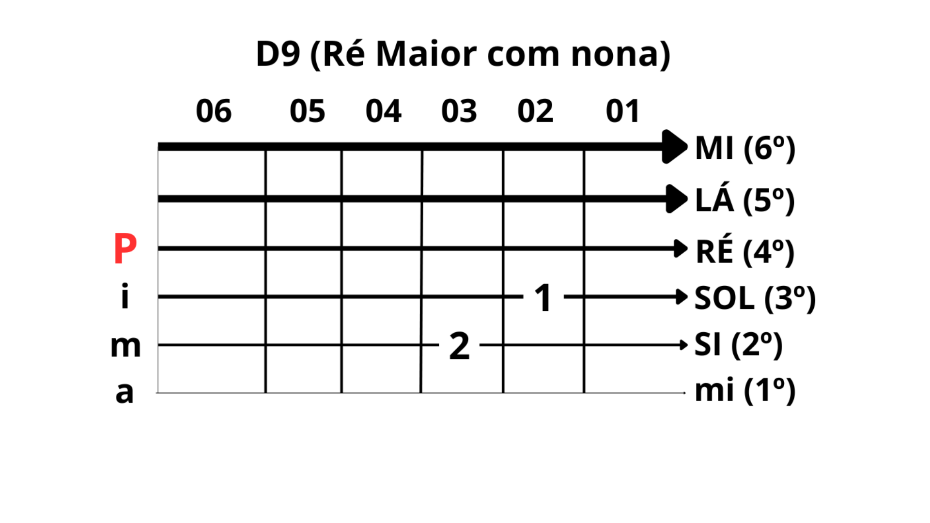 D9 (Ré Maior com nona)
06 05 04 03 02 01
MI (6º)
LÁ (5º)
P RÉ (4º)
i 1 SOL (3º)
m 2 SI (2º)
a mi (1º)